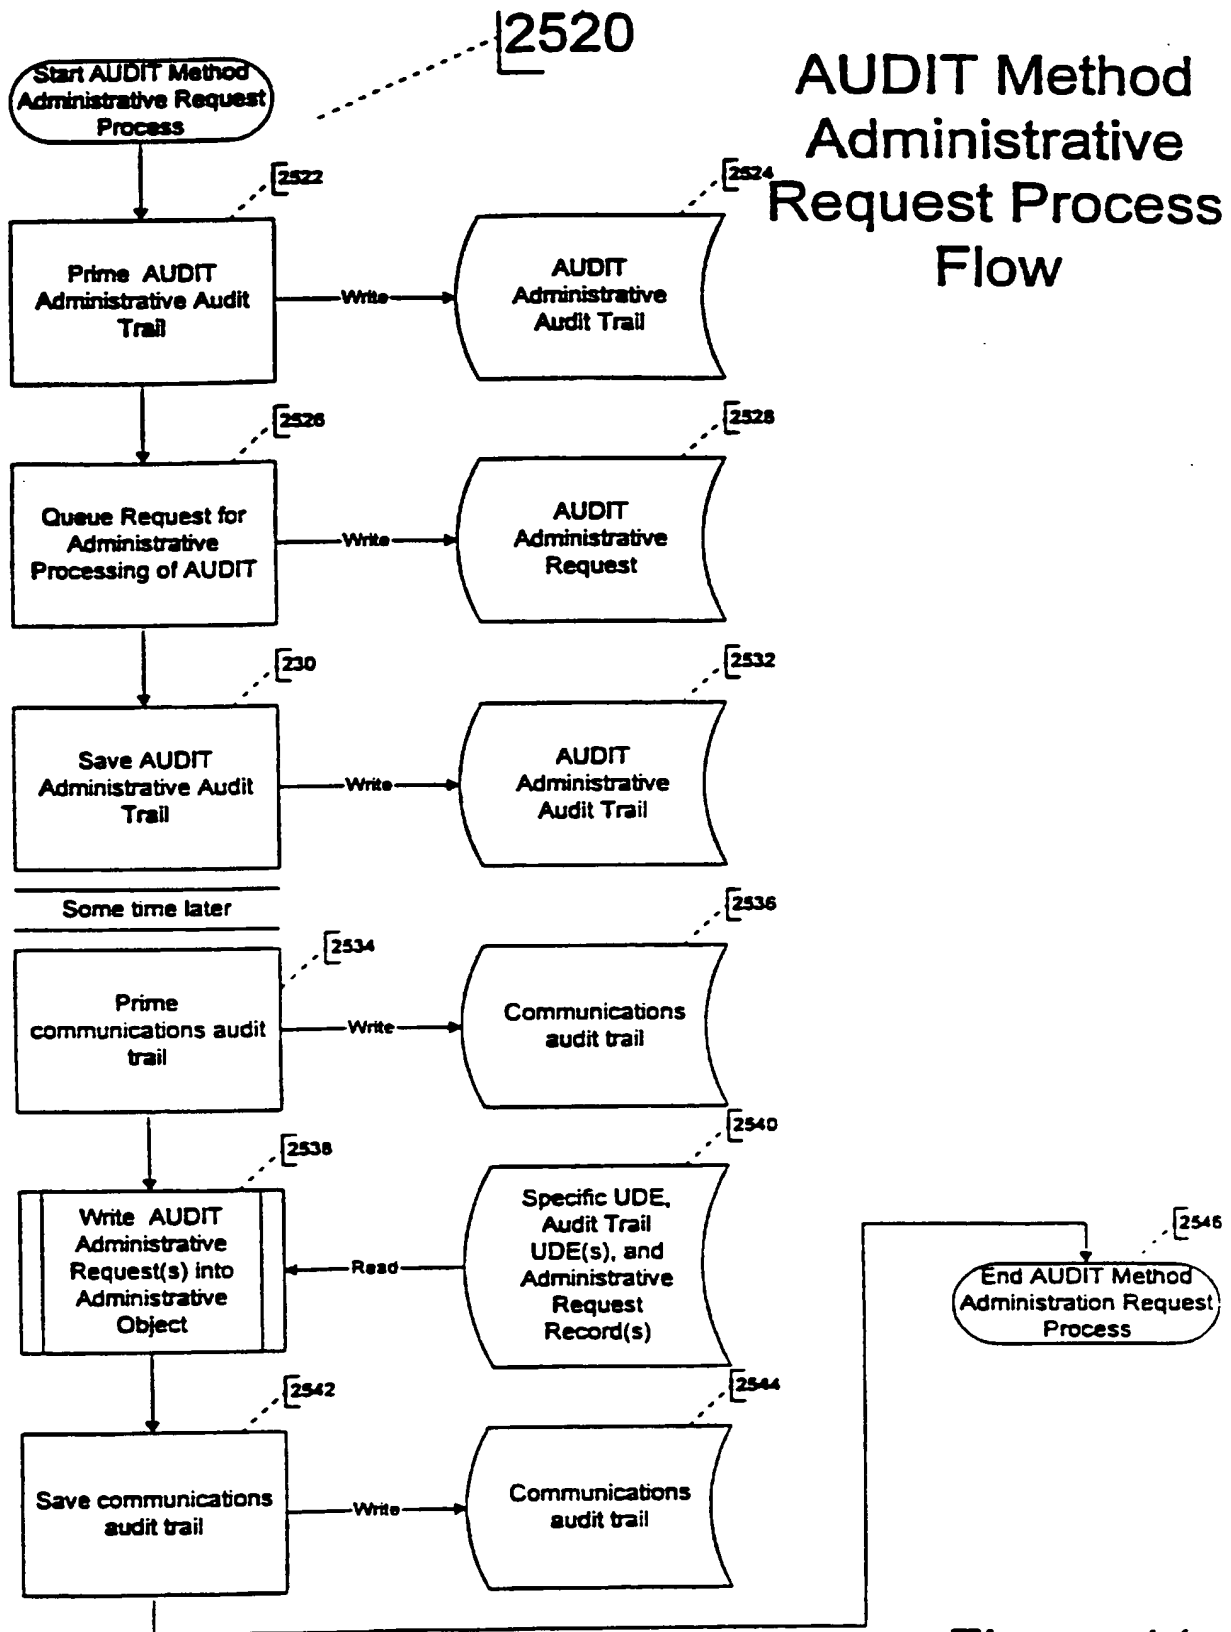 2520
AUDIT Method
Administrative
Request Process
Flow
Start AUDIT Method
Administrative Request
Process
2522
2524
Prime AUDIT
Administrative Audit
Trail
Write
AUDIT
Administrative
Audit Trail
2526
2528
Queue Request for
Administrative
Processing of AUDIT
Write
AUDIT
Administrative
Request
230
2532
Save AUDIT
Administrative Audit
Trail
Write
AUDIT
Administrative
Audit Trail
Some time later
2534
2536
Prime
communications audit
trail
Write
Communications
audit trail
2538
2540
Write AUDIT
Administrative
Request(s) into
Administrative
Object
Read
Specific UDE,
Audit Trail
UDE(s), and
Administrative
Request
Record(s)
2546
End AUDIT Method
Administration Request
Process
2542
2544
Save communications
audit trail
Write
Communications
audit trail